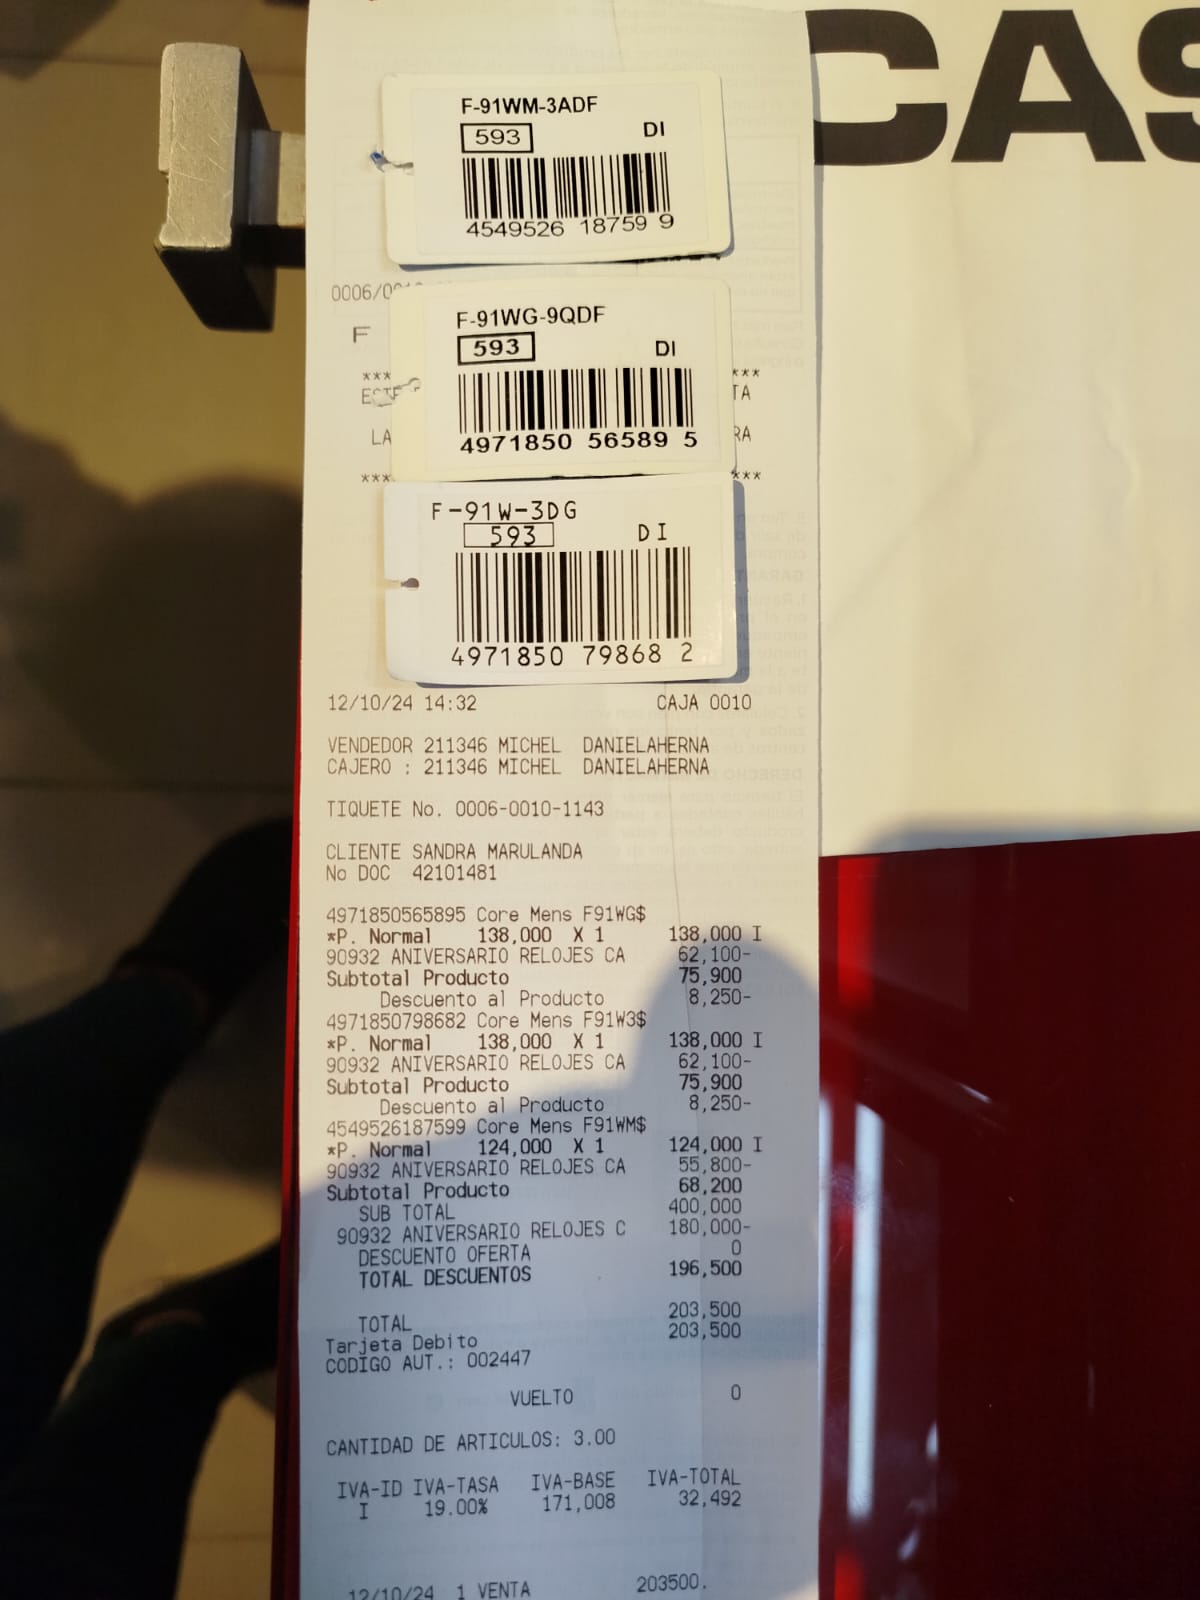 CAS
F-91WM-3ADF
593 DI
4549526 18759 9
0006/0
F-91WG-9QDF
F
593 DI
***
***
TA
4971850 56589 5
LA
RA
***
***
F-91W-3DG
593 DI
4971850 79868 2
12/10/24 14:32 CAJA 0010
VENDEDOR 211346 MICHEL DANIELAHERNA
CAJERO : 211346 MICHEL DANIELAHERNA
TIQUETE No. 0006-0010-1143
CLIENTE SANDRA MARULANDA
No DOC 42101481
4971850565895 Core Mens F91WG$
*P. Normal 138,000 X 1 138,000 I
90932 ANIVERSARIO RELOJES CA 62,100-
Subtotal Producto 75,900
Descuento al Producto 8,250-
4971850798682 Core Mens F91W3$
*P. Normal 138,000 X 1 138,000 I
90932 ANIVERSARIO RELOJES CA 62,100-
Subtotal Producto 75,900
Descuento al Producto 8,250-
4549526187599 Core Mens F91WM$
*P. Normal 124,000 X 1 124,000 I
90932 ANIVERSARIO RELOJES CA 55,800-
Subtotal Producto 68,200
SUB TOTAL 400,000
90932 ANIVERSARIO RELOJES C 180,000-
DESCUENTO OFERTA 0
TOTAL DESCUENTOS 196,500
TOTAL 203,500
Tarjeta Debito 203,500
CODIGO AUT.: 002447
VUELTO 0
CANTIDAD DE ARTICULOS: 3.00
IVA-ID IVA-TASA IVA-BASE IVA-TOTAL
I 19.00% 171,008 32,492
12/10/24 1 VENTA 203500.